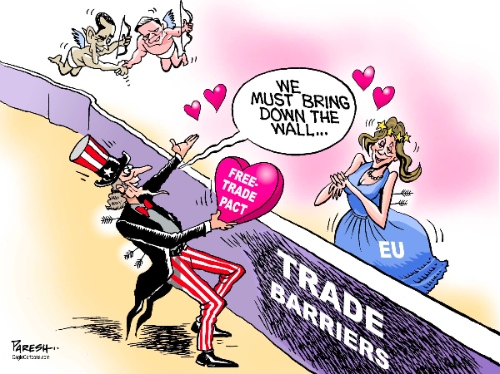 WE
MUST BRING
DOWN THE
WALL...
FREE-
TRADE
PACT
EU
TRADE
BARRIERS
PARESH..
CagleCartoons.com